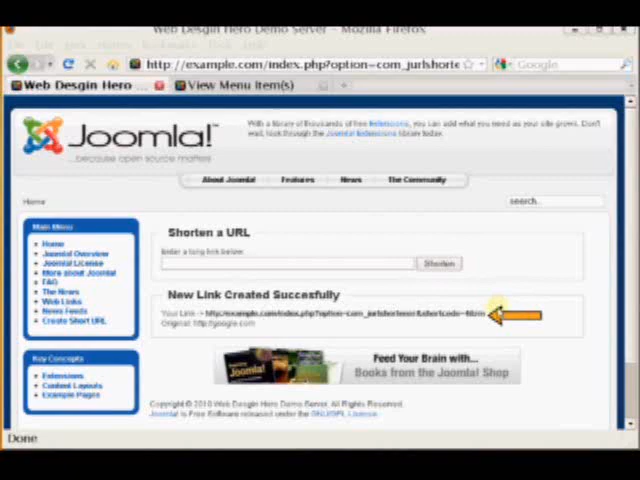 Web Desgin Hero Demo Server - Mozilla Firefox
http://example.com/index.php?option=com_jurlshorte
Google
Web Desgin Hero ...
View Menu Item(s)
Joomla!
...because open source matters
With a library of thousands of free Extensions, you can add what you need as your site grows. Don't
wait, look through the Joomla! Extensions library today.
About Joomla!
Features
News
The Community
Home
search...
Main Menu
Home
Joomla! Overview
Joomla! License
More about Joomla!
FAQ
The News
Web Links
News Feeds
Create Short URL
Key Concepts
Extensions
Content Layouts
Example Pages
Shorten a URL
Enter a long link below:
Shorten
New Link Created Succesfully
Your Link -> http://example.com/index.php?option=com_jurlshortener&shortcode=
Original: http://google.com
Joomla!
Feed Your Brain with...
Books from the Joomla! Shop
Copyright © 2010 Web Desgin Hero Demo Server. All Rights Reserved.
Joomla! is Free Software released under the GNU/GPL License.
Done